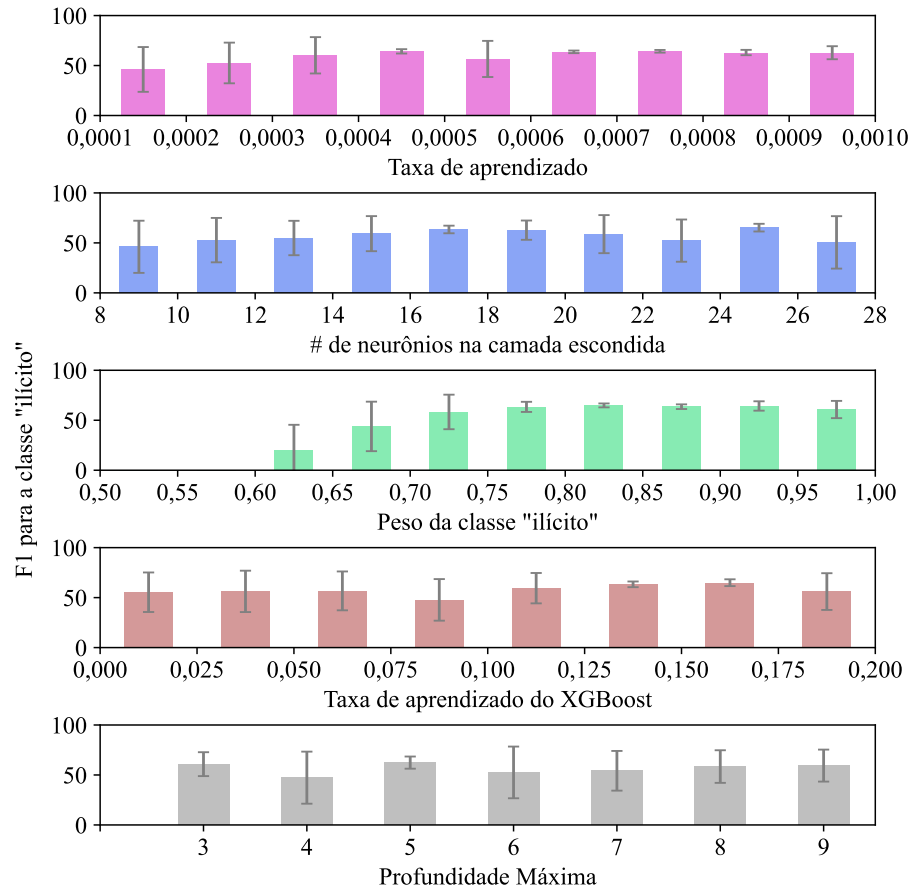 F1 para a classe "ilícito"
100
50
0
0,0001 0,0002 0,0003 0,0004 0,0005 0,0006 0,0007 0,0008 0,0009 0,0010
Taxa de aprendizado
100
50
0
8 10 12 14 16 18 20 22 24 26 28
# de neurônios na camada escondida
100
50
0
0,50 0,55 0,60 0,65 0,70 0,75 0,80 0,85 0,90 0,95 1,00
Peso da classe "ilícito"
100
50
0
0,000 0,025 0,050 0,075 0,100 0,125 0,150 0,175 0,200
Taxa de aprendizado do XGBoost
100
50
0
3 4 5 6 7 8 9
Profundidade Máxima